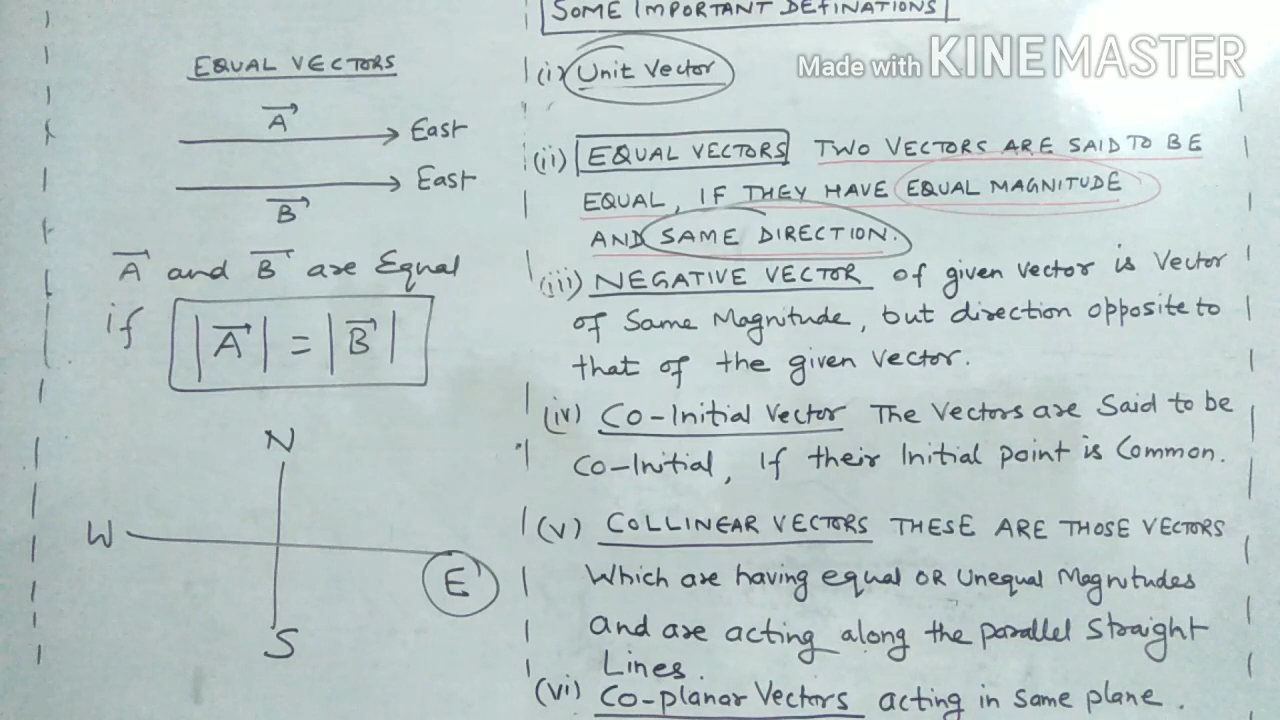 EQUAL VECTORS
A
East
East
B
A and B are Equal
if |A| = |B|
N
W
E
S
SOME IMPORTANT DEFINATIONS
Made with KINEMASTER
(i) Unit Vector
(ii) EQUAL VECTORS TWO VECTORS ARE SAID TO BE
EQUAL, IF THEY HAVE EQUAL MAGNITUDE
AND SAME DIRECTION.
(iii) NEGATIVE VECTOR of given vector is Vector
of Same Magnitude, but direction opposite to
that of the given vector.
(iv) Co-Initial Vector The Vectors are Said to be
Co-Initial, If their Initial point is Common.
(v) COLLINEAR VECTORS THESE ARE THOSE VECTORS
Which are having equal OR Unequal Magnitudes
and are acting along the parallel Straight
Lines.
(vi) Co-planar Vectors acting in same plane.